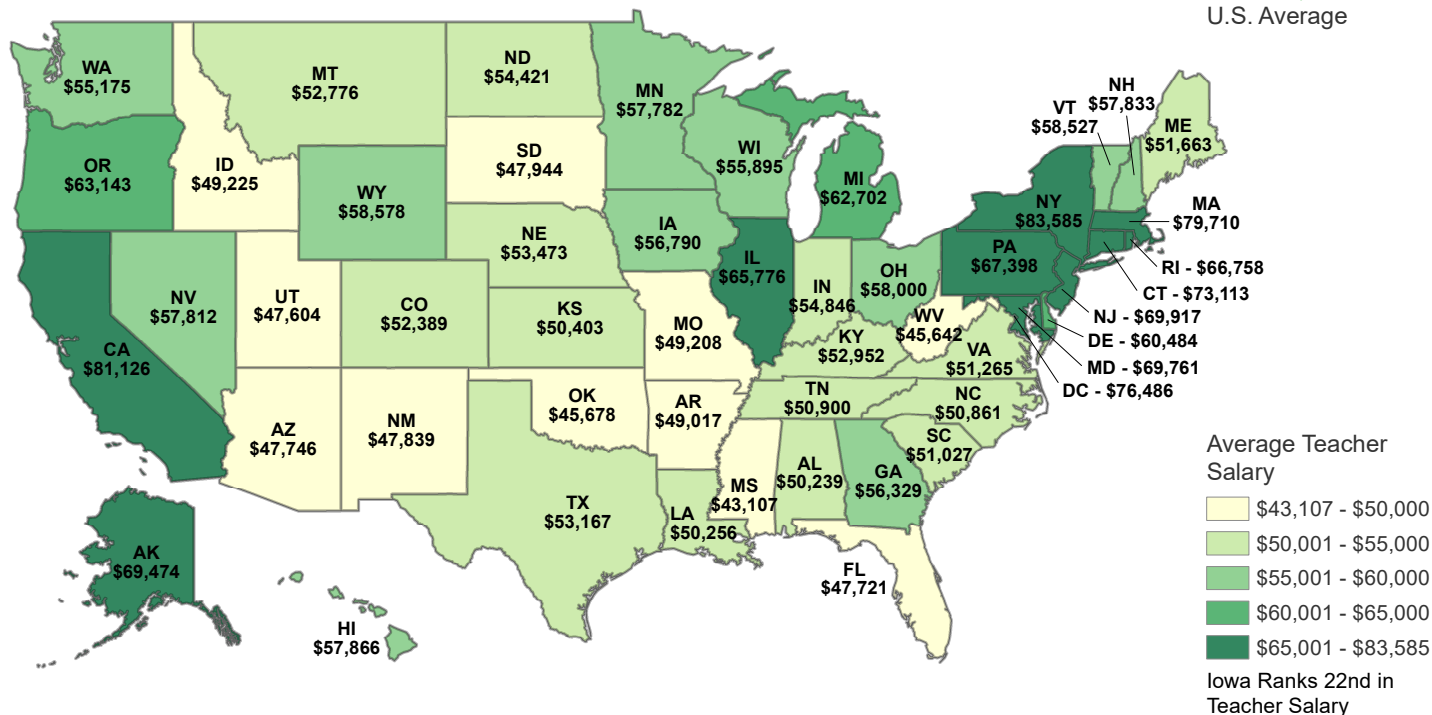 U.S. Average
WA
$55,175
MT
$52,776
ND
$54,421
MN
$57,782
NH
$57,833
VT
$58,527
ME
$51,663
OR
$63,143
ID
$49,225
SD
$47,944
WI
$55,895
MI
$62,702
WY
$58,578
NY
$83,585
MA
$79,710
IA
$56,790
NE
$53,473
PA
$67,398
IL
$65,776
RI - $66,758
CT - $73,113
NJ - $69,917
DE - $60,484
MD - $69,761
DC - $76,486
NV
$57,812
UT
$47,604
CO
$52,389
KS
$50,403
MO
$49,208
IN
$54,846
OH
$58,000
WV
$45,642
KY
$52,952
VA
$51,265
CA
$81,126
AZ
$47,746
NM
$47,839
OK
$45,678
AR
$49,017
TN
$50,900
NC
$50,861
SC
$51,027
TX
$53,167
LA
$50,256
MS
$43,107
AL
$50,239
GA
$56,329
FL
$47,721
AK
$69,474
HI
$57,866
Average Teacher
Salary
$43,107 - $50,000
$50,001 - $55,000
$55,001 - $60,000
$60,001 - $65,000
$65,001 - $83,585
Iowa Ranks 22nd in
Teacher Salary